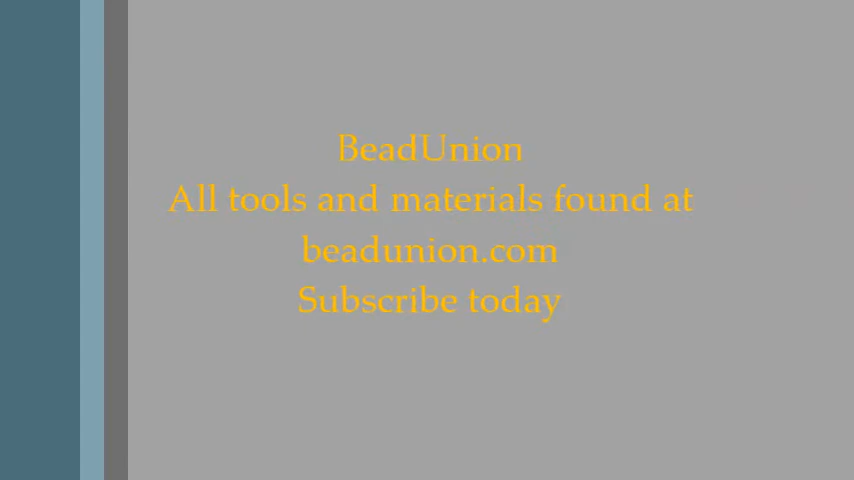 BeadUnion
All tools and materials found at
beadunion.com
Subscribe today